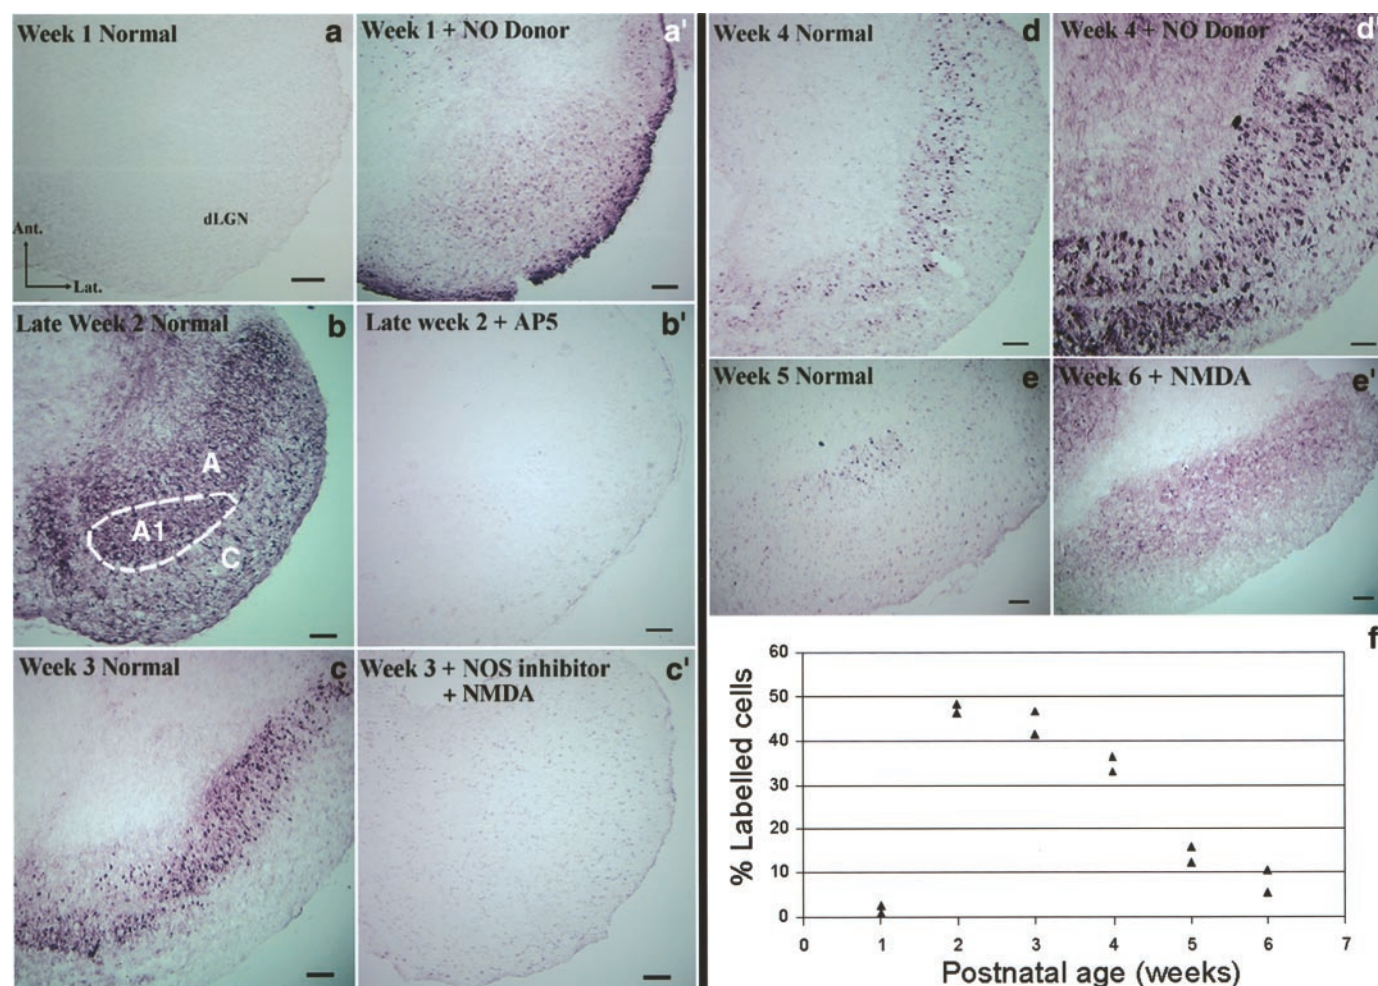 Week 1 Normal
a
dLGN
Ant.
Lat.
Week 1 + NO Donor
a'
Late Week 2 Normal
b
A
A1
C
Late week 2 + AP5
b'
Week 3 Normal
c
Week 3 + NOS inhibitor
+ NMDA
c'
Week 4 Normal
d
Week 4 + NO Donor
d'
Week 5 Normal
e
Week 6 + NMDA
e'
f
% Labelled cells
60
50
40
30
20
10
0
0 1 2 3 4 5 6 7
Postnatal age (weeks)